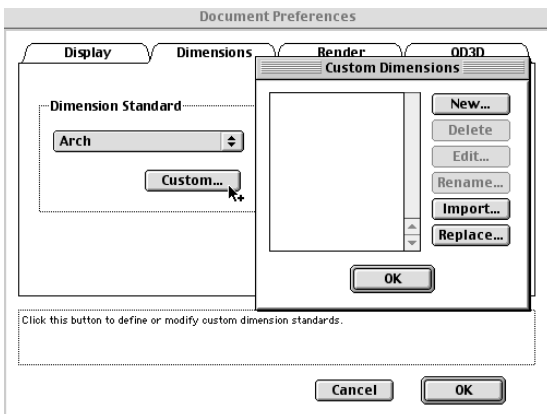 Document Preferences
Display
Dimensions
Render
QD3D
Custom Dimensions
Dimension Standard
Arch
Custom...
New...
Delete
Edit...
Rename...
Import...
Replace...
OK
Click this button to define or modify custom dimension standards.
Cancel
OK